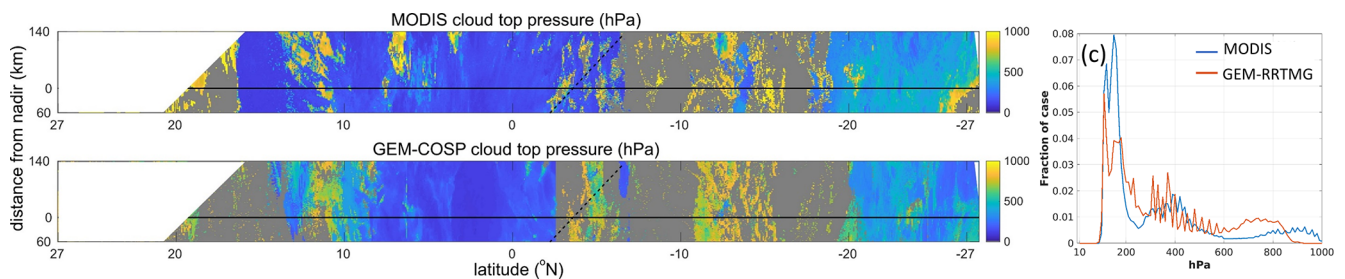 MODIS cloud top pressure (hPa)
140
0
60
27 20 10 0 -10 -20 -27
1000
500
0
GEM-COSP cloud top pressure (hPa)
140
0
60
27 20 10 0 -10 -20 -27
1000
500
0
distance from nadir (km)
latitude (°N)
(c)
MODIS
GEM-RRTMG
0.08
0.07
0.06
0.05
0.04
0.03
0.02
0.01
0
Fraction of case
10 200 400 600 800 1000
hPa